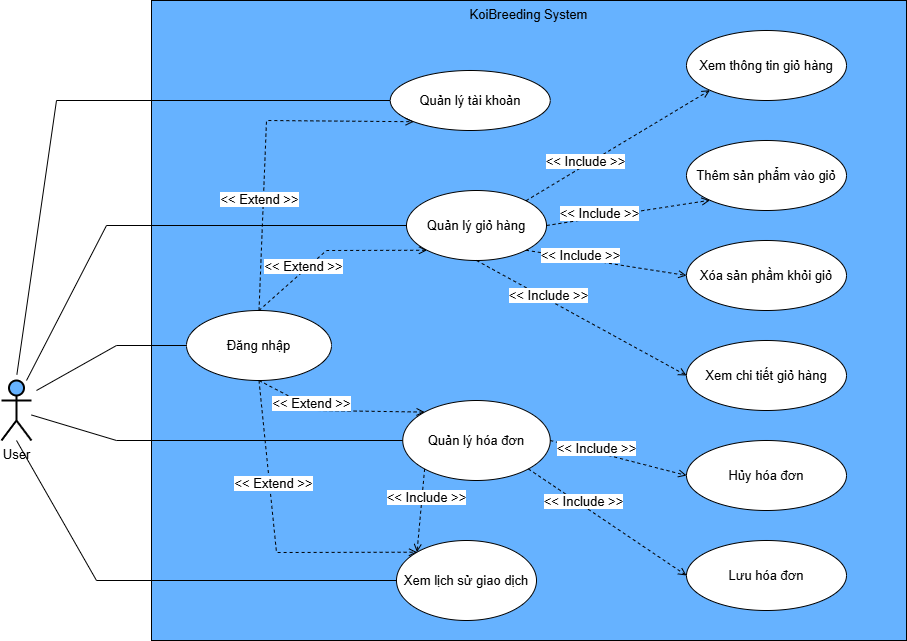 KoiBreeding System
Xem thông tin giỏ hàng
Quản lý tài khoản
<< Include >>
Thêm sản phẩm vào giỏ
<< Extend >>
<< Include >>
Quản lý giỏ hàng
<< Include >>
<< Extend >>
Xóa sản phẩm khỏi giỏ
<< Include >>
Đăng nhập
Xem chi tiết giỏ hàng
<< Extend >>
Quản lý hóa đơn
<< Include >>
User
Hủy hóa đơn
<< Extend >>
<< Include >>
<< Include >>
Xem lịch sử giao dịch
Lưu hóa đơn